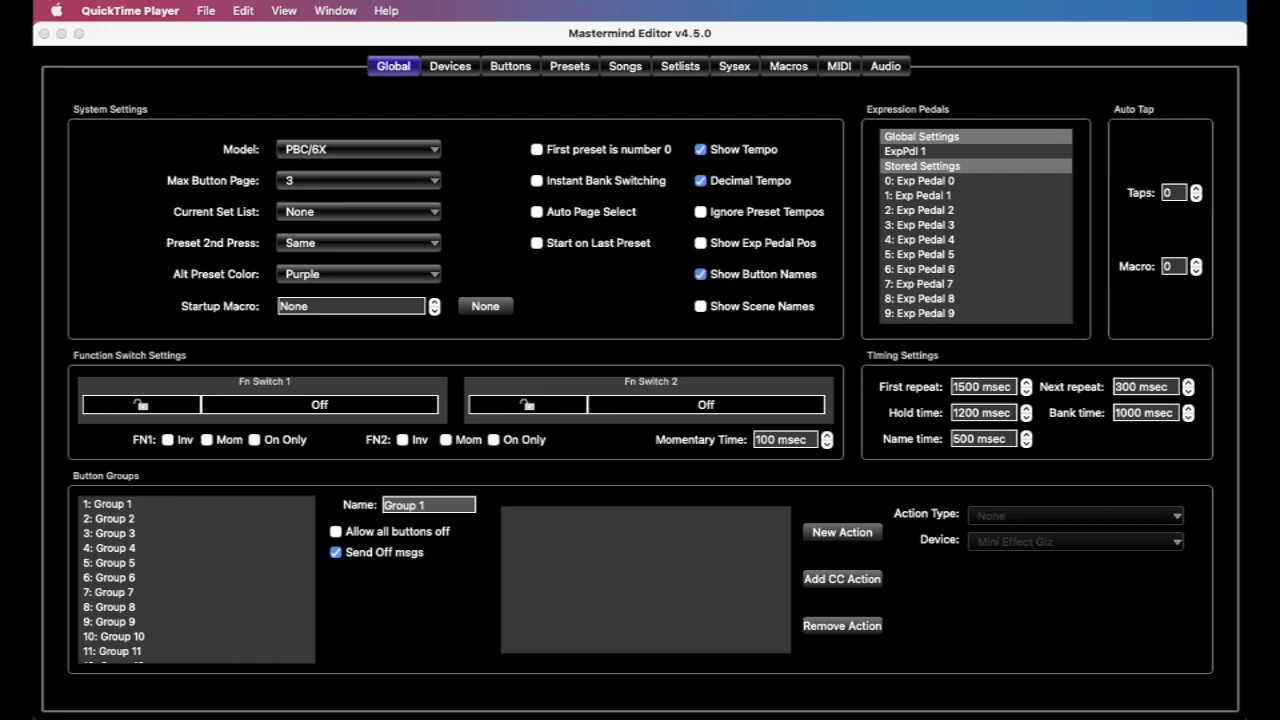 QuickTime Player File Edit View Window Help
Mastermind Editor v4.5.0
Global Devices Buttons Presets Songs Setlists Sysex Macros MIDI Audio
System Settings
Model: PBC/6X
Max Button Page: 3
Current Set List: None
Preset 2nd Press: Same
Alt Preset Color: Purple
Startup Macro: None None
First preset is number 0
Instant Bank Switching
Auto Page Select
Start on Last Preset
Show Tempo
Decimal Tempo
Ignore Preset Tempos
Show Exp Pedal Pos
Show Button Names
Show Scene Names
Expression Pedals
Global Settings
ExpPdl 1
Stored Settings
0: Exp Pedal 0
1: Exp Pedal 1
2: Exp Pedal 2
3: Exp Pedal 3
4: Exp Pedal 4
5: Exp Pedal 5
6: Exp Pedal 6
7: Exp Pedal 7
8: Exp Pedal 8
9: Exp Pedal 9
Auto Tap
Taps: 0
Macro: 0
Function Switch Settings
Fn Switch 1
Off
Fn Switch 2
Off
FN1: Inv Mom On Only FN2: Inv Mom On Only Momentary Time: 100 msec
Timing Settings
First repeat: 1500 msec Next repeat: 300 msec
Hold time: 1200 msec Bank time: 1000 msec
Name time: 500 msec
Button Groups
1: Group 1
2: Group 2
3: Group 3
4: Group 4
5: Group 5
6: Group 6
7: Group 7
8: Group 8
9: Group 9
10: Group 10
11: Group 11
Name: Group 1
Allow all buttons off
Send Off msgs
New Action
Add CC Action
Remove Action
Action Type: None
Device: Mini Effect Giz